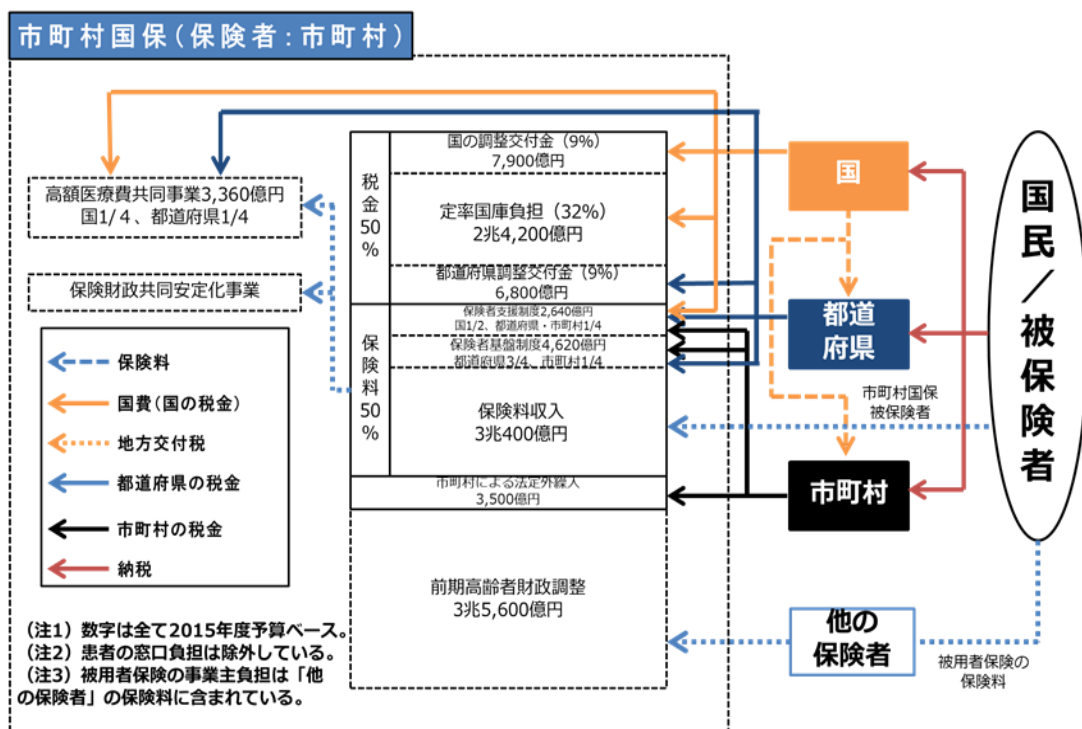 市町村国保(保険者:市町村)
国の調整交付金(9%)
7,900億円
税金50%
定率国庫負担(32%)
2兆4,200億円
都道府県調整交付金(9%)
6,800億円
高額医療費共同事業3,360億円
国1/4、都道府県1/4
保険財政共同安定化事業
保険者支援制度2,640億円
国1/2、都道府県・市町村1/4
保険者基盤制度4,620億円
都道府県3/4、市町村1/4
保険料50%
保険料収入
3兆400億円
市町村による法定外繰入
3,500億円
前期高齢者財政調整
3兆5,600億円
国
都道
府県
市町村国保
被保険者
市町村
他の
保険者
被用者保険の
保険料
国民/被保険者
保険料
国費(国の税金)
地方交付税
都道府県の税金
市町村の税金
納税
(注1)数字は全て2015年度予算ベース。
(注2)患者の窓口負担は除外している。
(注3)被用者保険の事業主負担は「他
の保険者」の保険料に含まれている。